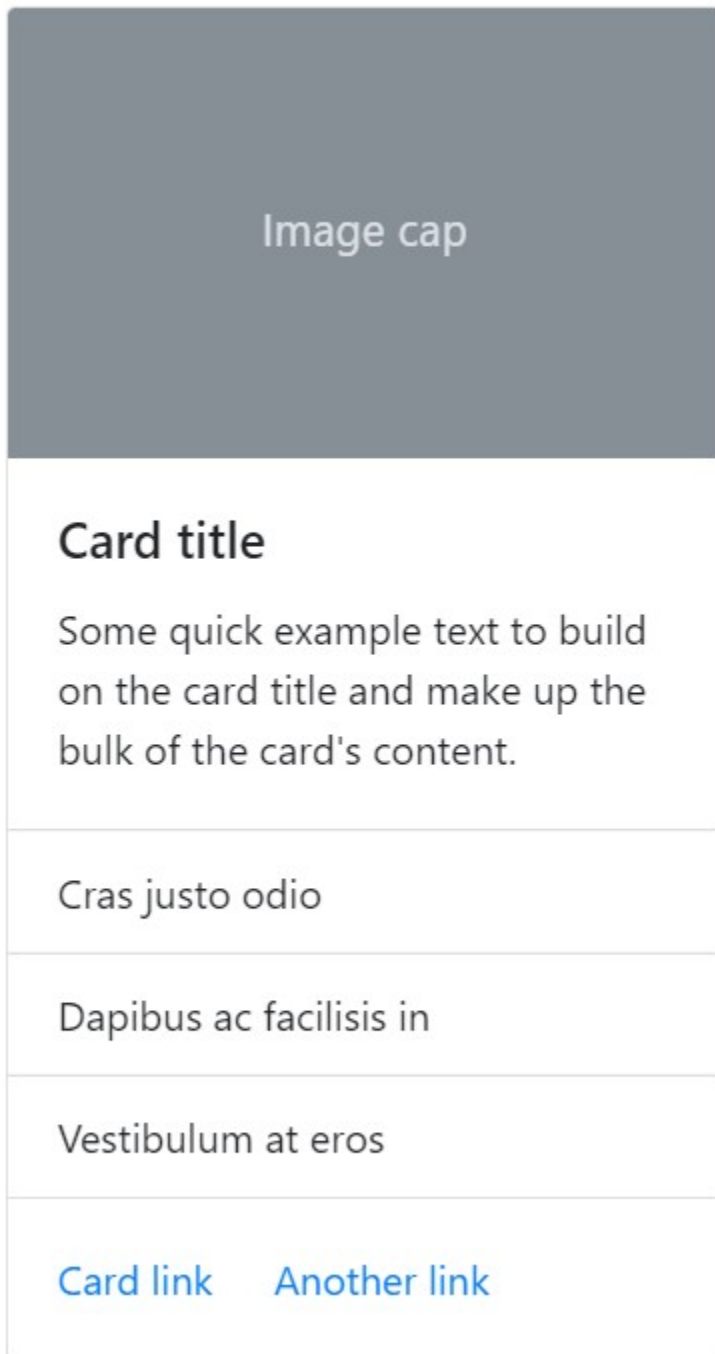 Image cap
Card title
Some quick example text to build
on the card title and make up the
bulk of the card's content.
Cras justo odio
Dapibus ac facilisis in
Vestibulum at eros
Card link Another link